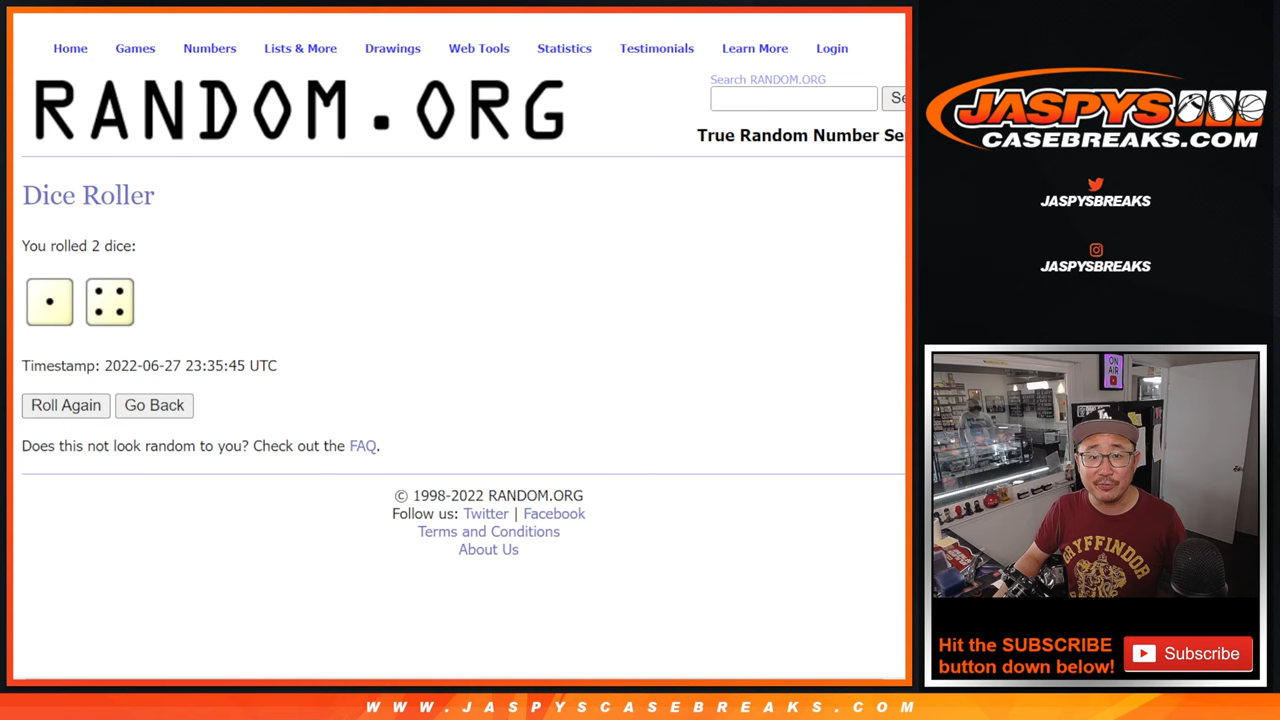 Home Games Numbers Lists & More Drawings Web Tools Statistics Testimonials Learn More Login
RANDOM.ORG
Search RANDOM.ORG
Se
True Random Number Se
Dice Roller
You rolled 2 dice:
Timestamp: 2022-06-27 23:35:45 UTC
Roll Again Go Back
Does this not look random to you? Check out the FAQ.
© 1998-2022 RANDOM.ORG
Follow us: Twitter | Facebook
Terms and Conditions
About Us
JASPYS
CASEBREAKS.COM
JASPYSBREAKS
JASPYSBREAKS
ON
AIR
GRYFFINDOR
Hit the SUBSCRIBE
button down below!
Subscribe
WWW.JASPYSCASEBREAKS.COM